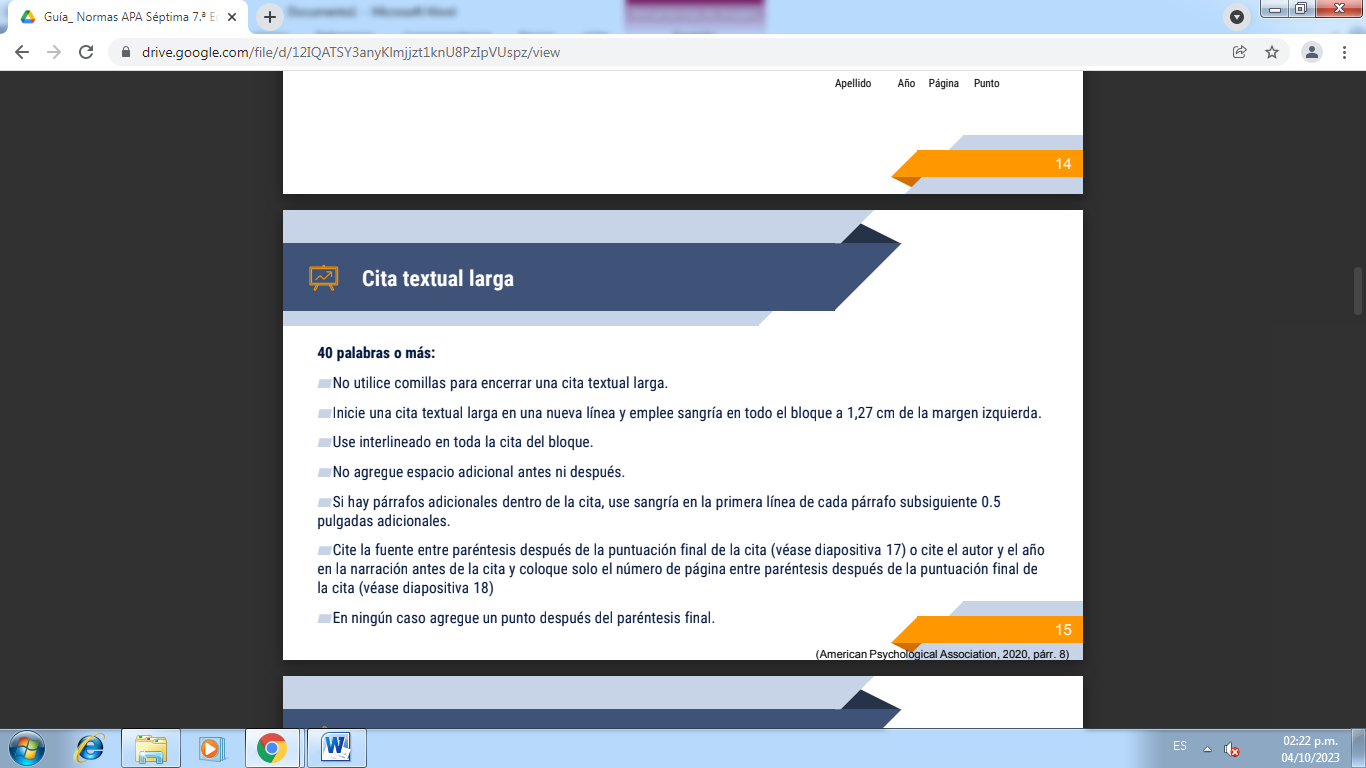 Guía_ Normas APA Séptima 7.ª Ec
Documento1 - Microsoft Word
drive.google.com/file/d/12IQATSY3anyKlmjjzt1knU8PzIpVUspz/view
Apellido Año Página Punto
14
Cita textual larga
40 palabras o más:
No utilice comillas para encerrar una cita textual larga.
Inicie una cita textual larga en una nueva línea y emplee sangría en todo el bloque a 1,27 cm de la margen izquierda.
Use interlineado en toda la cita del bloque.
No agregue espacio adicional antes ni después.
Si hay párrafos adicionales dentro de la cita, use sangría en la primera línea de cada párrafo subsiguiente 0.5
pulgadas adicionales.
Cite la fuente entre paréntesis después de la puntuación final de la cita (véase diapositiva 17) o cite el autor y el año
en la narración antes de la cita y coloque solo el número de página entre paréntesis después de la puntuación final de
la cita (véase diapositiva 18)
En ningún caso agregue un punto después del paréntesis final.
15
(American Psychological Association, 2020, párr. 8)
ES
02:22 p.m.
04/10/2023